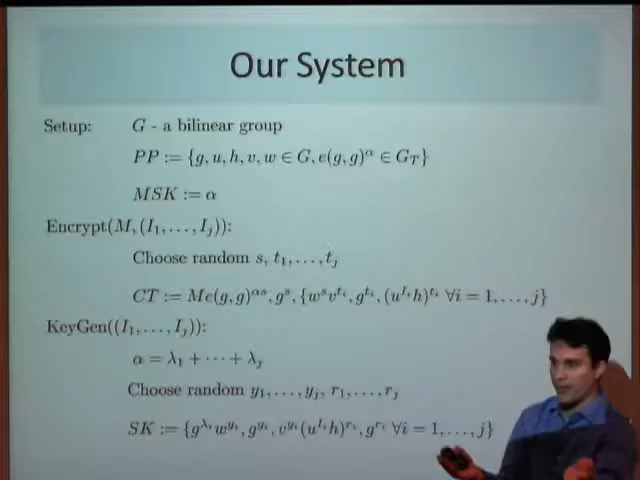 Our System
Setup: G - a bilinear group
PP := {g, u, h, v, w ∈ G, e(g, g)^α ∈ G_T}
MSK := α
Encrypt(M, (I_1, . . . , I_j)):
Choose random s, t_1, . . . , t_j
CT := Me(g, g)^{αs}, g^s, {w^s v^{t_i}, g^{t_i}, (u^{I_i}h)^{t_i} ∀i = 1, . . . , j}
KeyGen((I_1, . . . , I_j)):
α = λ_1 + · · · + λ_j
Choose random y_1, . . . , y_j, r_1, . . . , r_j
SK := {g^{λ_i} w^{y_i}, g^{y_i}, v^{y_i}(u^{I_i}h)^{r_i}, g^{r_i} ∀i = 1, . . . , j}